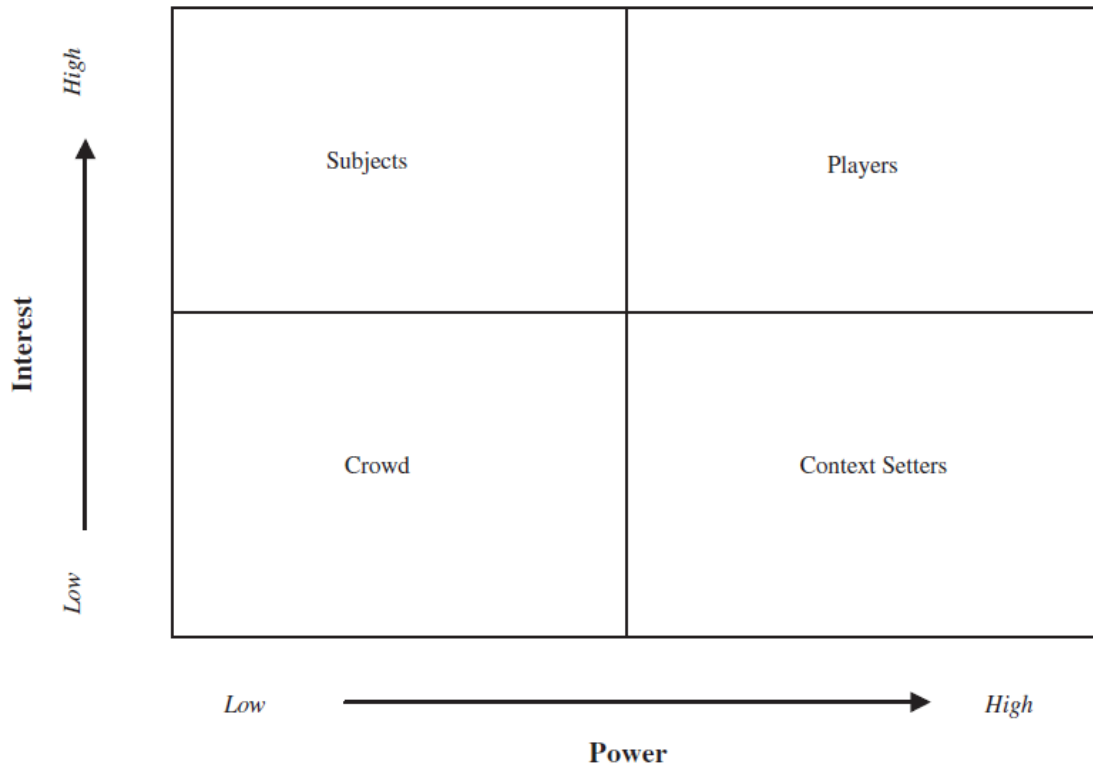 High
Subjects
Players
Interest
Crowd
Context Setters
Low
Low
High
Power